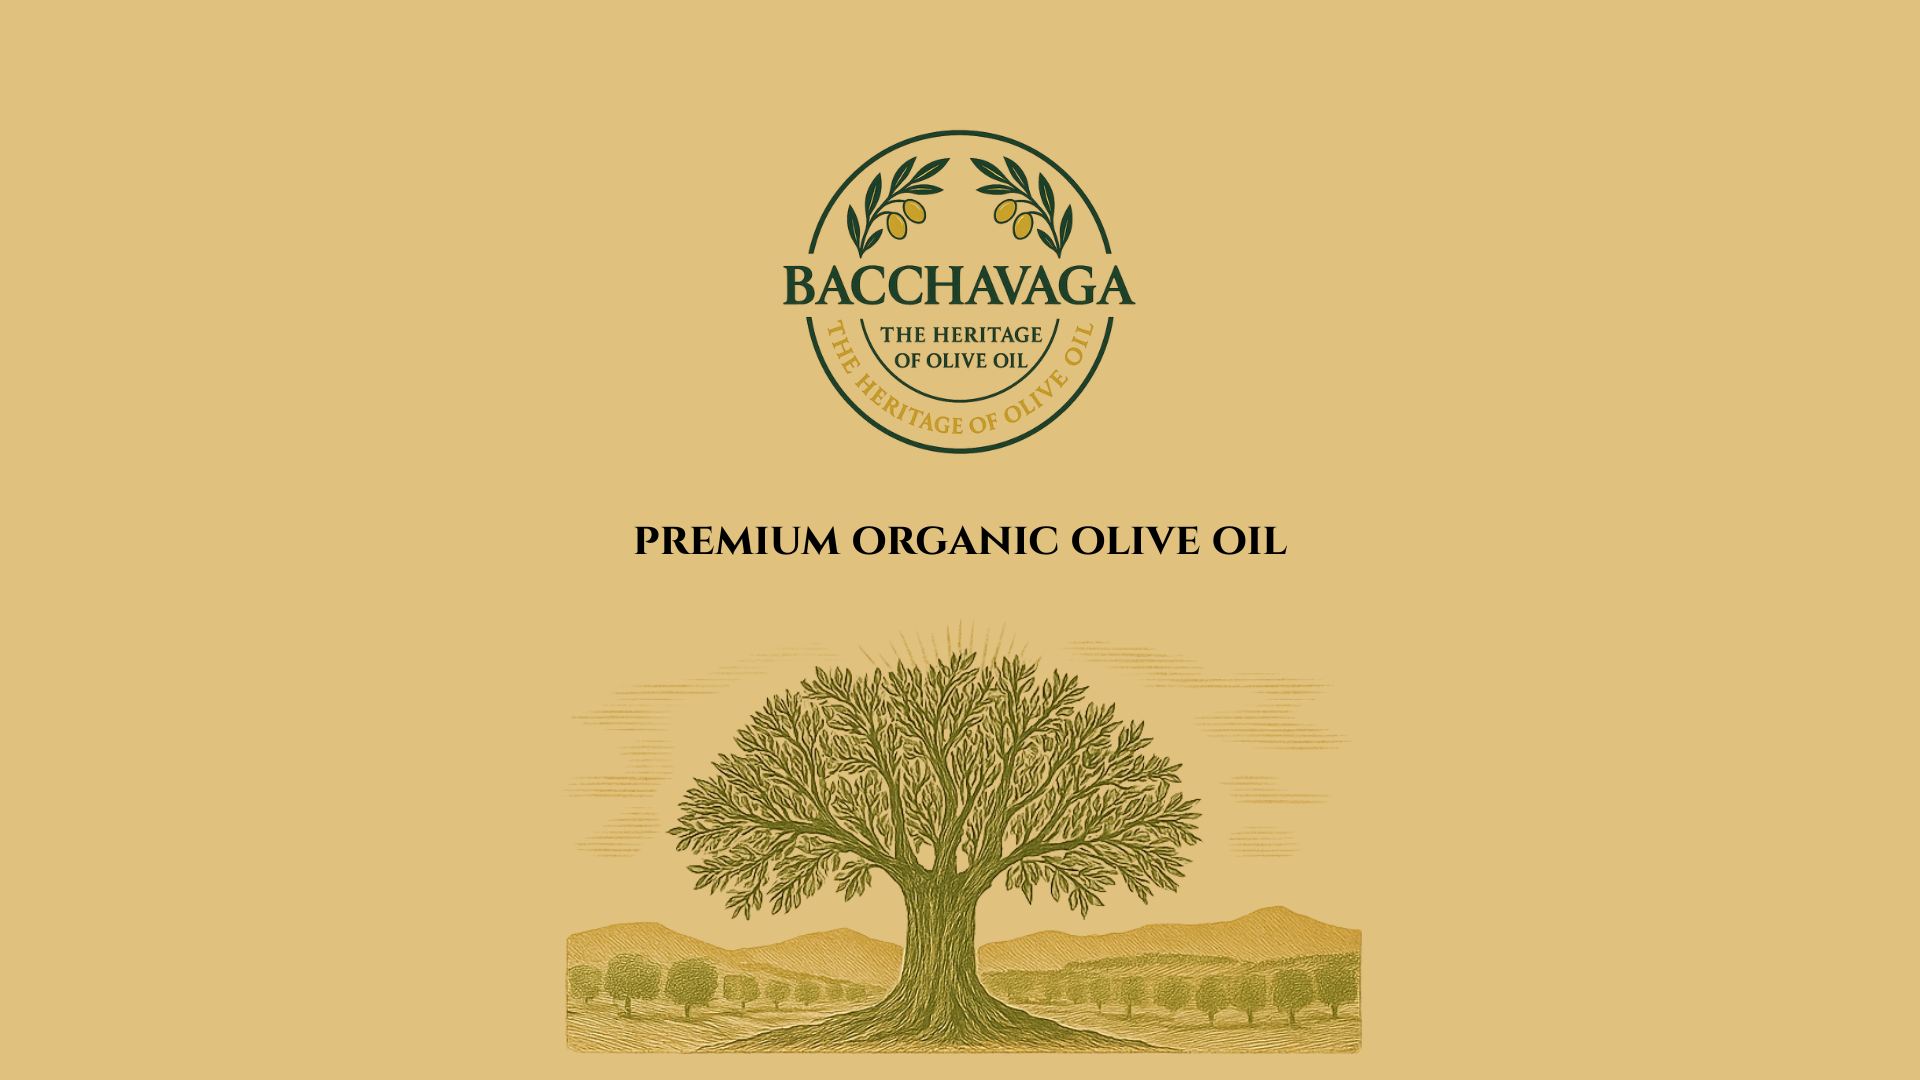 BACCHAVAGA
THE HERITAGE
OF OLIVE OIL
THE HERITAGE OF OLIVE OIL
PREMIUM ORGANIC OLIVE OIL